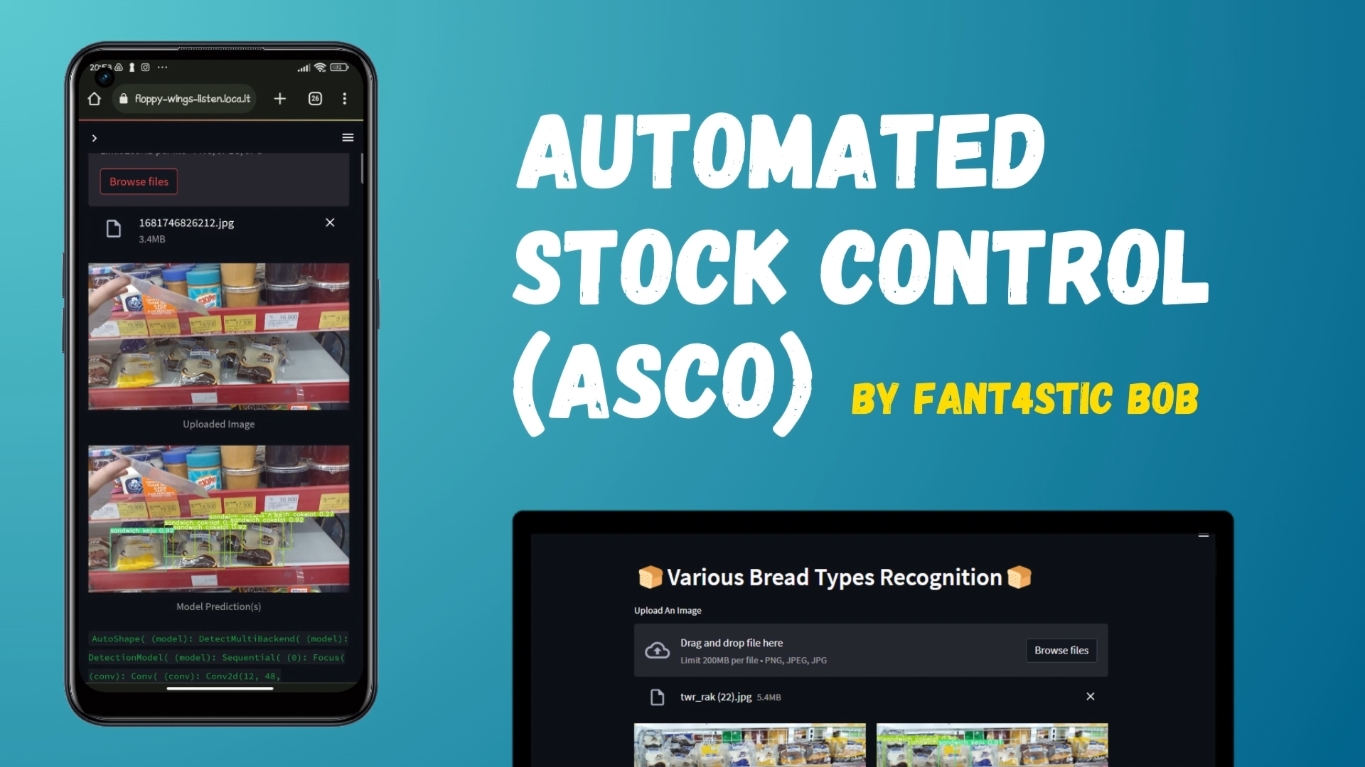 AUTOMATED
STOCK CONTROL
(ASCO) BY FANT4STIC BOB
floppy-wings-listen.loca.lt
26
Browse files
1681746826212.jpg
3.4MB
Uploaded Image
Model Prediction(s)
AutoShape( (model): DetectMultiBackend( (model):
DetectionModel( (model): Sequential( (0): Focus(
(conv): Conv( (conv): Conv2d(12, 48,
Various Bread Types Recognition
Upload An Image
Drag and drop file here
Limit 200MB per file • PNG, JPEG, JPG
Browse files
twr_rak (22).jpg 5.4MB